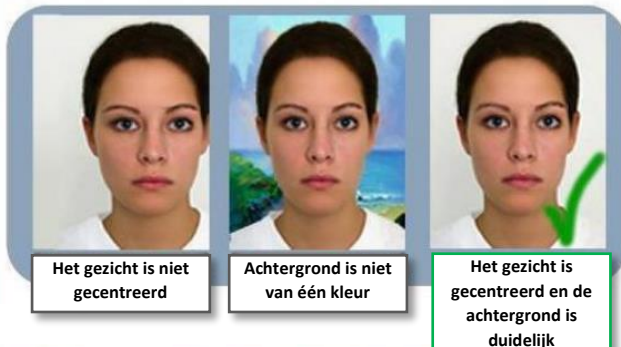 Het gezicht is niet
gecentreerd
Achtergrond is niet
van één kleur
Het gezicht is
gecentreerd en de
achtergrond is
duidelijk